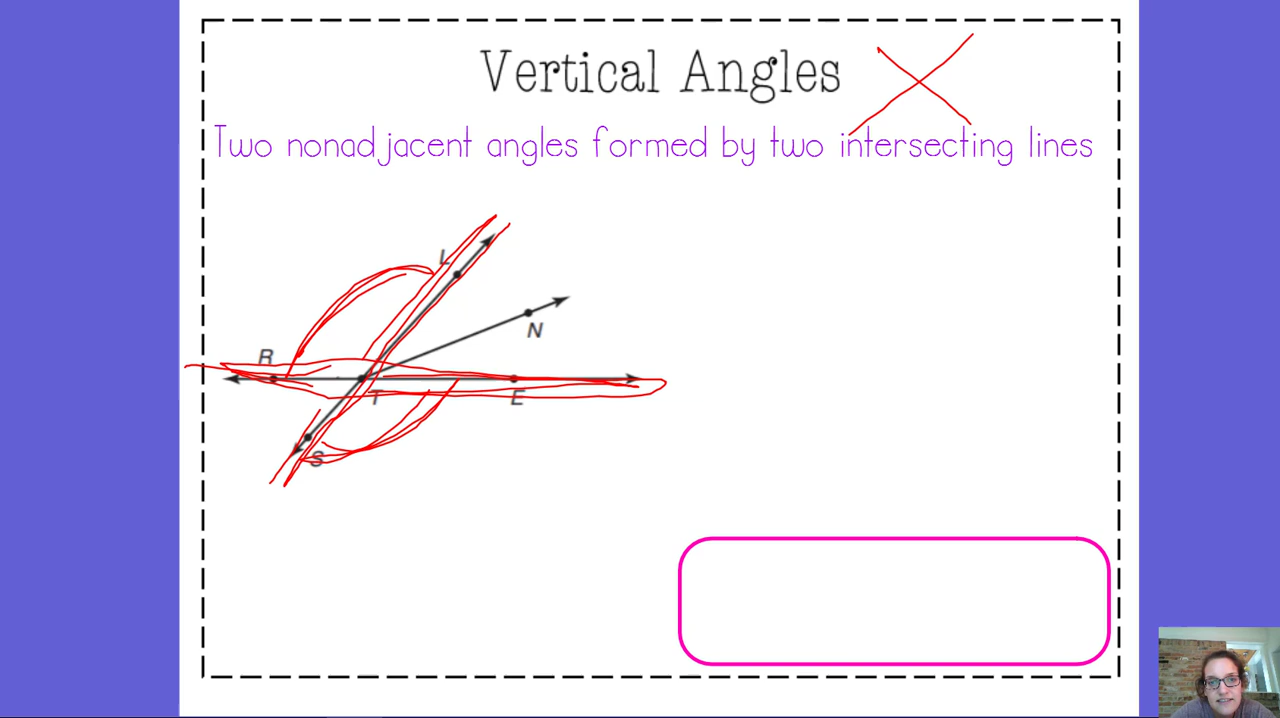 Vertical Angles
Two nonadjacent angles formed by two intersecting lines
L
N
R
T
E
S